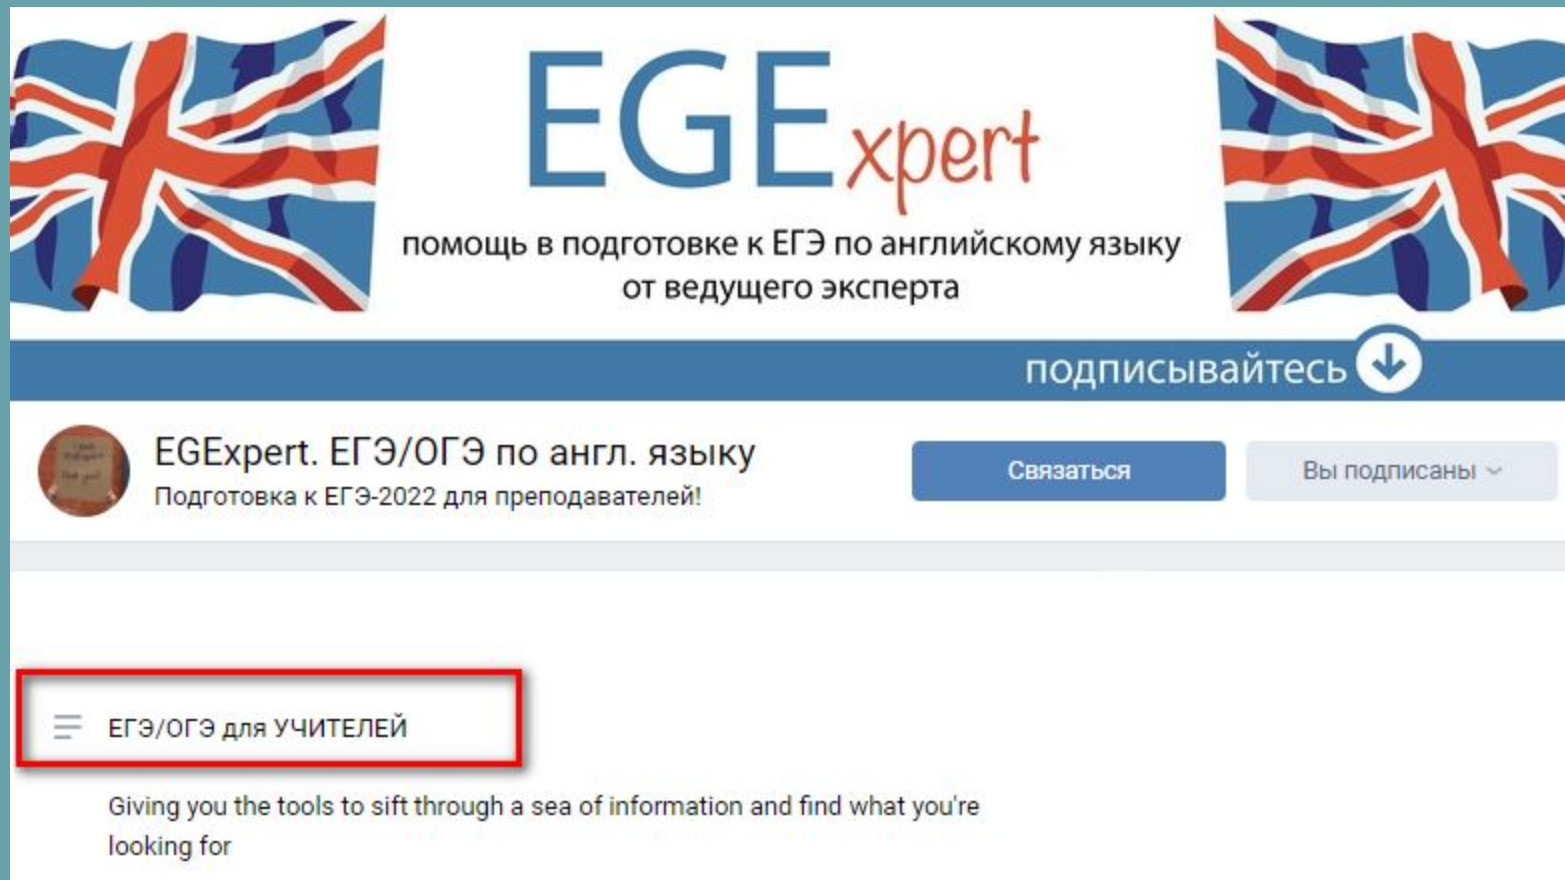 EGExpert
помощь в подготовке к ЕГЭ по английскому языку
от ведущего эксперта
подписывайтесь
EGExpert. ЕГЭ/ОГЭ по англ. языку
Подготовка к ЕГЭ-2022 для преподавателей!
Связаться
Вы подписаны
ЕГЭ/ОГЭ для УЧИТЕЛЕЙ
Giving you the tools to sift through a sea of information and find what you're
looking for